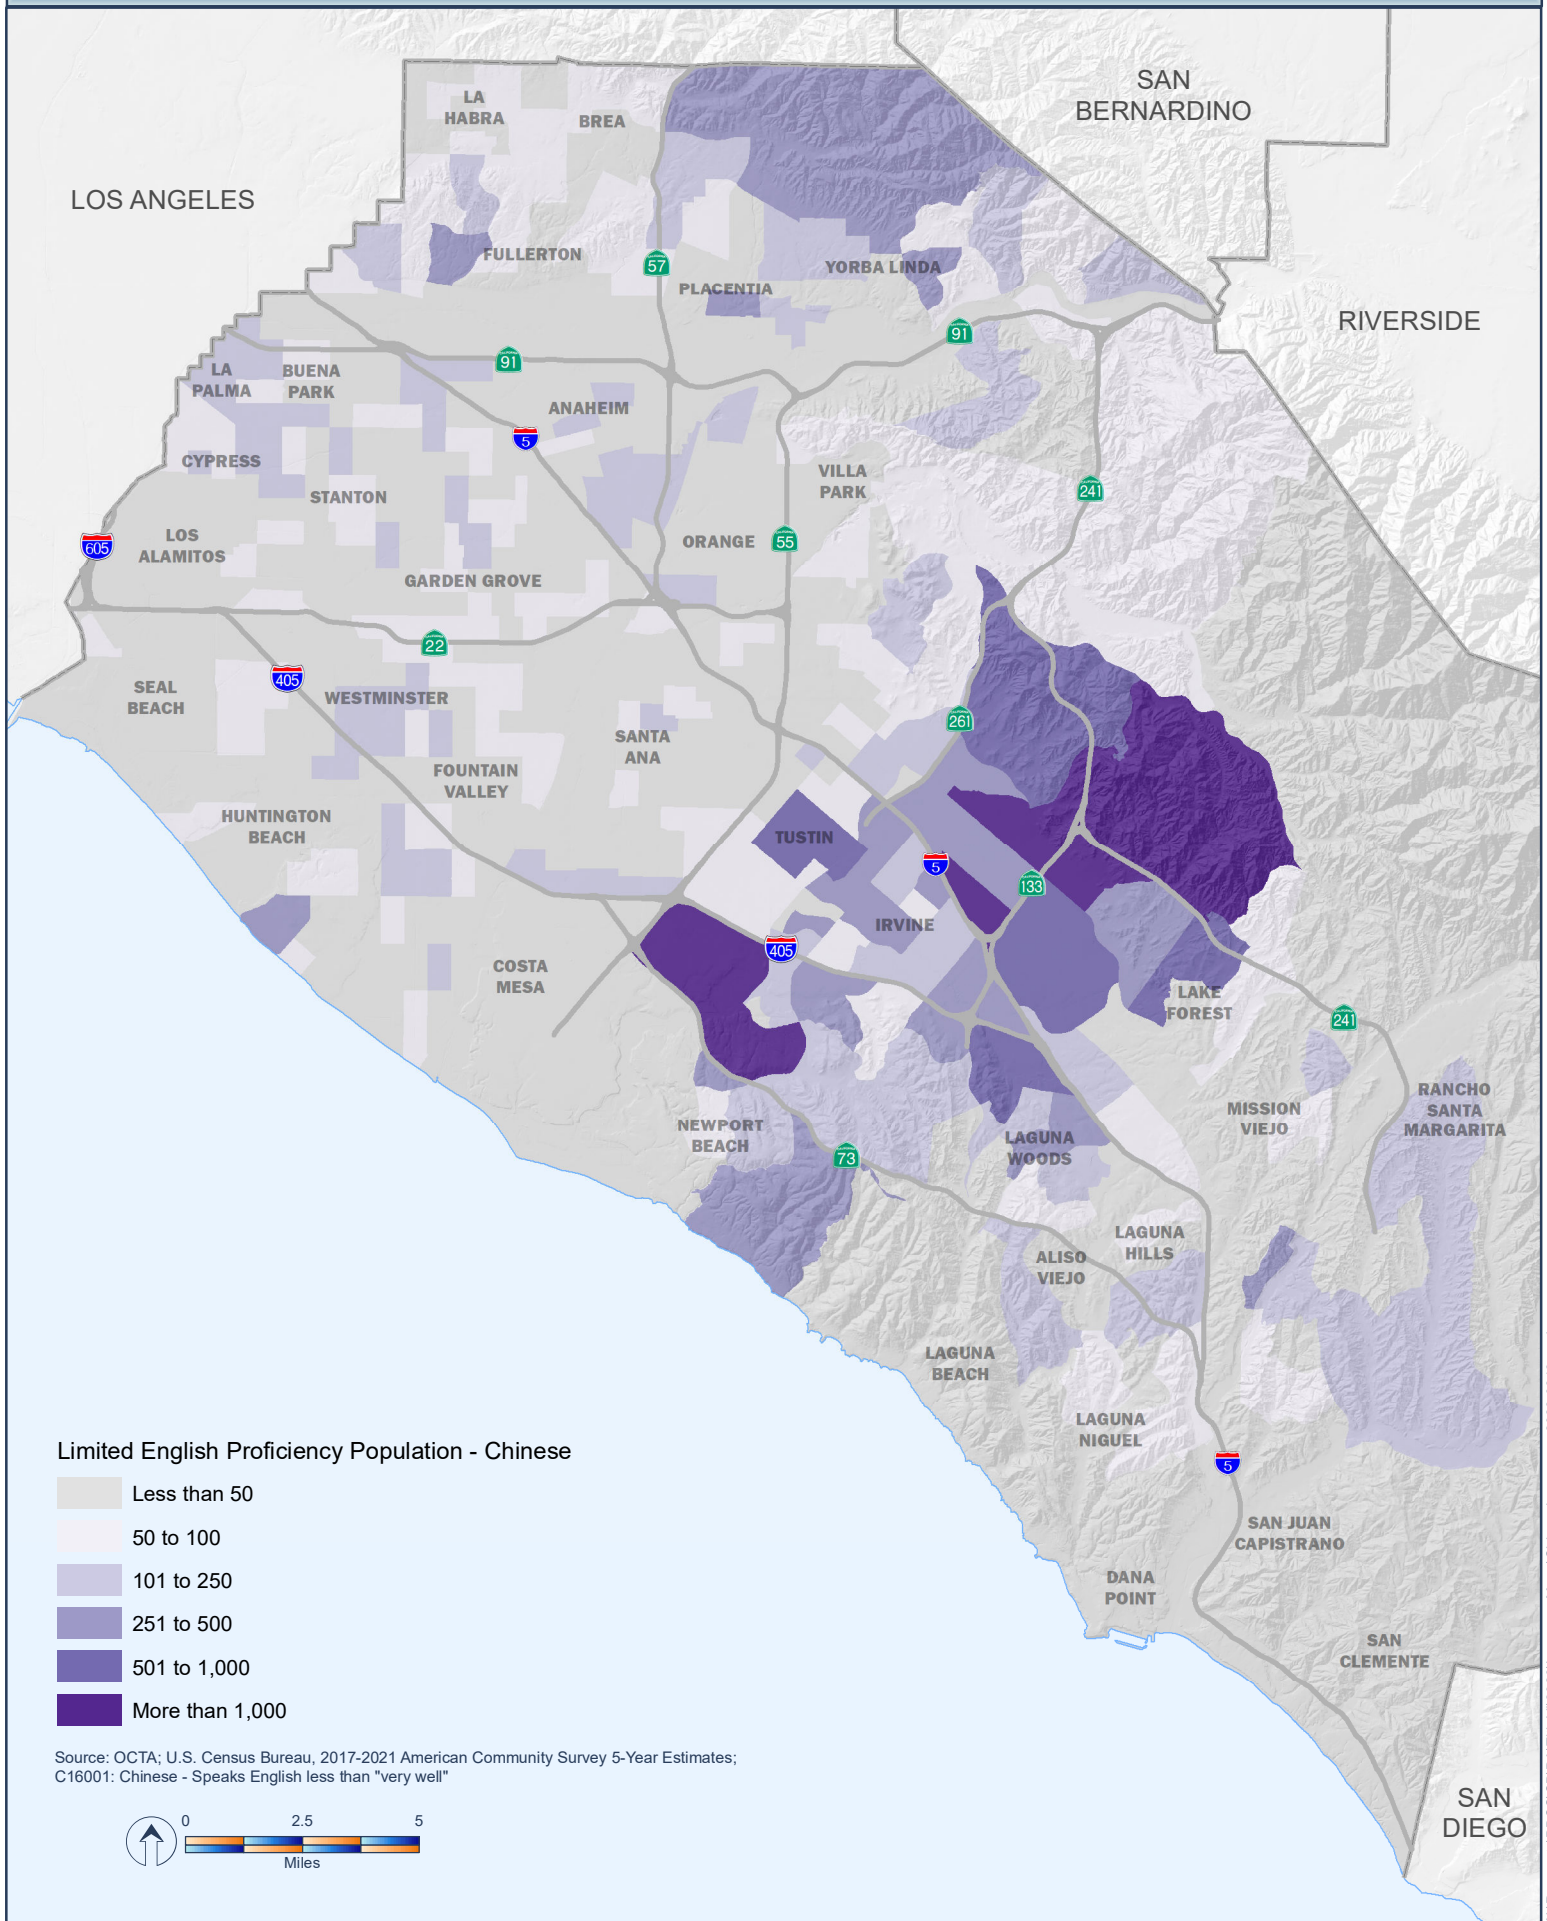 SAN
BERNARDINO
LOS ANGELES
RIVERSIDE
LA
HABRA
BREA
FULLERTON
57
PLACENTIA
YORBA LINDA
91
91
LA
PALMA
BUENA
PARK
ANAHEIM
5
CYPRESS
STANTON
VILLA
PARK
241
605
LOS
ALAMITOS
ORANGE
55
GARDEN GROVE
22
405
SEAL
BEACH
WESTMINSTER
261
SANTA
ANA
FOUNTAIN
VALLEY
HUNTINGTON
BEACH
TUSTIN
5
133
IRVINE
405
COSTA
MESA
LAKE
FOREST
241
RANCHO
SANTA
MARGARITA
MISSION
VIEJO
NEWPORT
BEACH
73
LAGUNA
WOODS
LAGUNA
HILLS
ALISO
VIEJO
LAGUNA
BEACH
LAGUNA
NIGUEL
5
SAN JUAN
CAPISTRANO
DANA
POINT
SAN
CLEMENTE
SAN
DIEGO
Limited English Proficiency Population - Chinese
Less than 50
50 to 100
101 to 250
251 to 500
501 to 1,000
More than 1,000
Source: OCTA; U.S. Census Bureau, 2017-2021 American Community Survey 5-Year Estimates;
C16001: Chinese - Speaks English less than "very well"
0 2.5 5
Miles